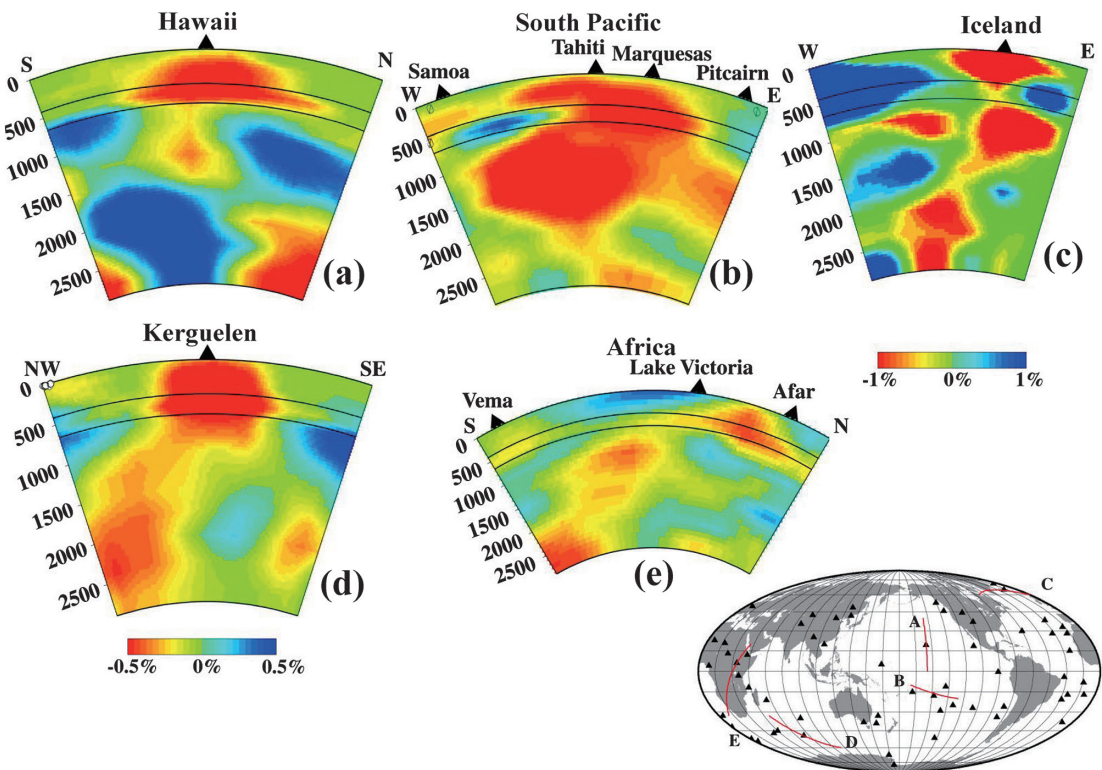 Hawaii
S
N
0
500
1000
1500
2000
2500
(a)
South Pacific
Tahiti
Marquesas
Samoa
Pitcairn
W
E
0
500
1000
1500
2000
2500
(b)
Iceland
W
E
0
500
1000
1500
2000
2500
(c)
Kerguelen
NW
SE
0
500
1000
1500
2000
2500
(d)
-0.5% 0% 0.5%
Africa
Lake Victoria
Vema
Afar
S
N
0
500
1000
1500
2000
2500
(e)
-1% 0% 1%
A
B
C
D
E